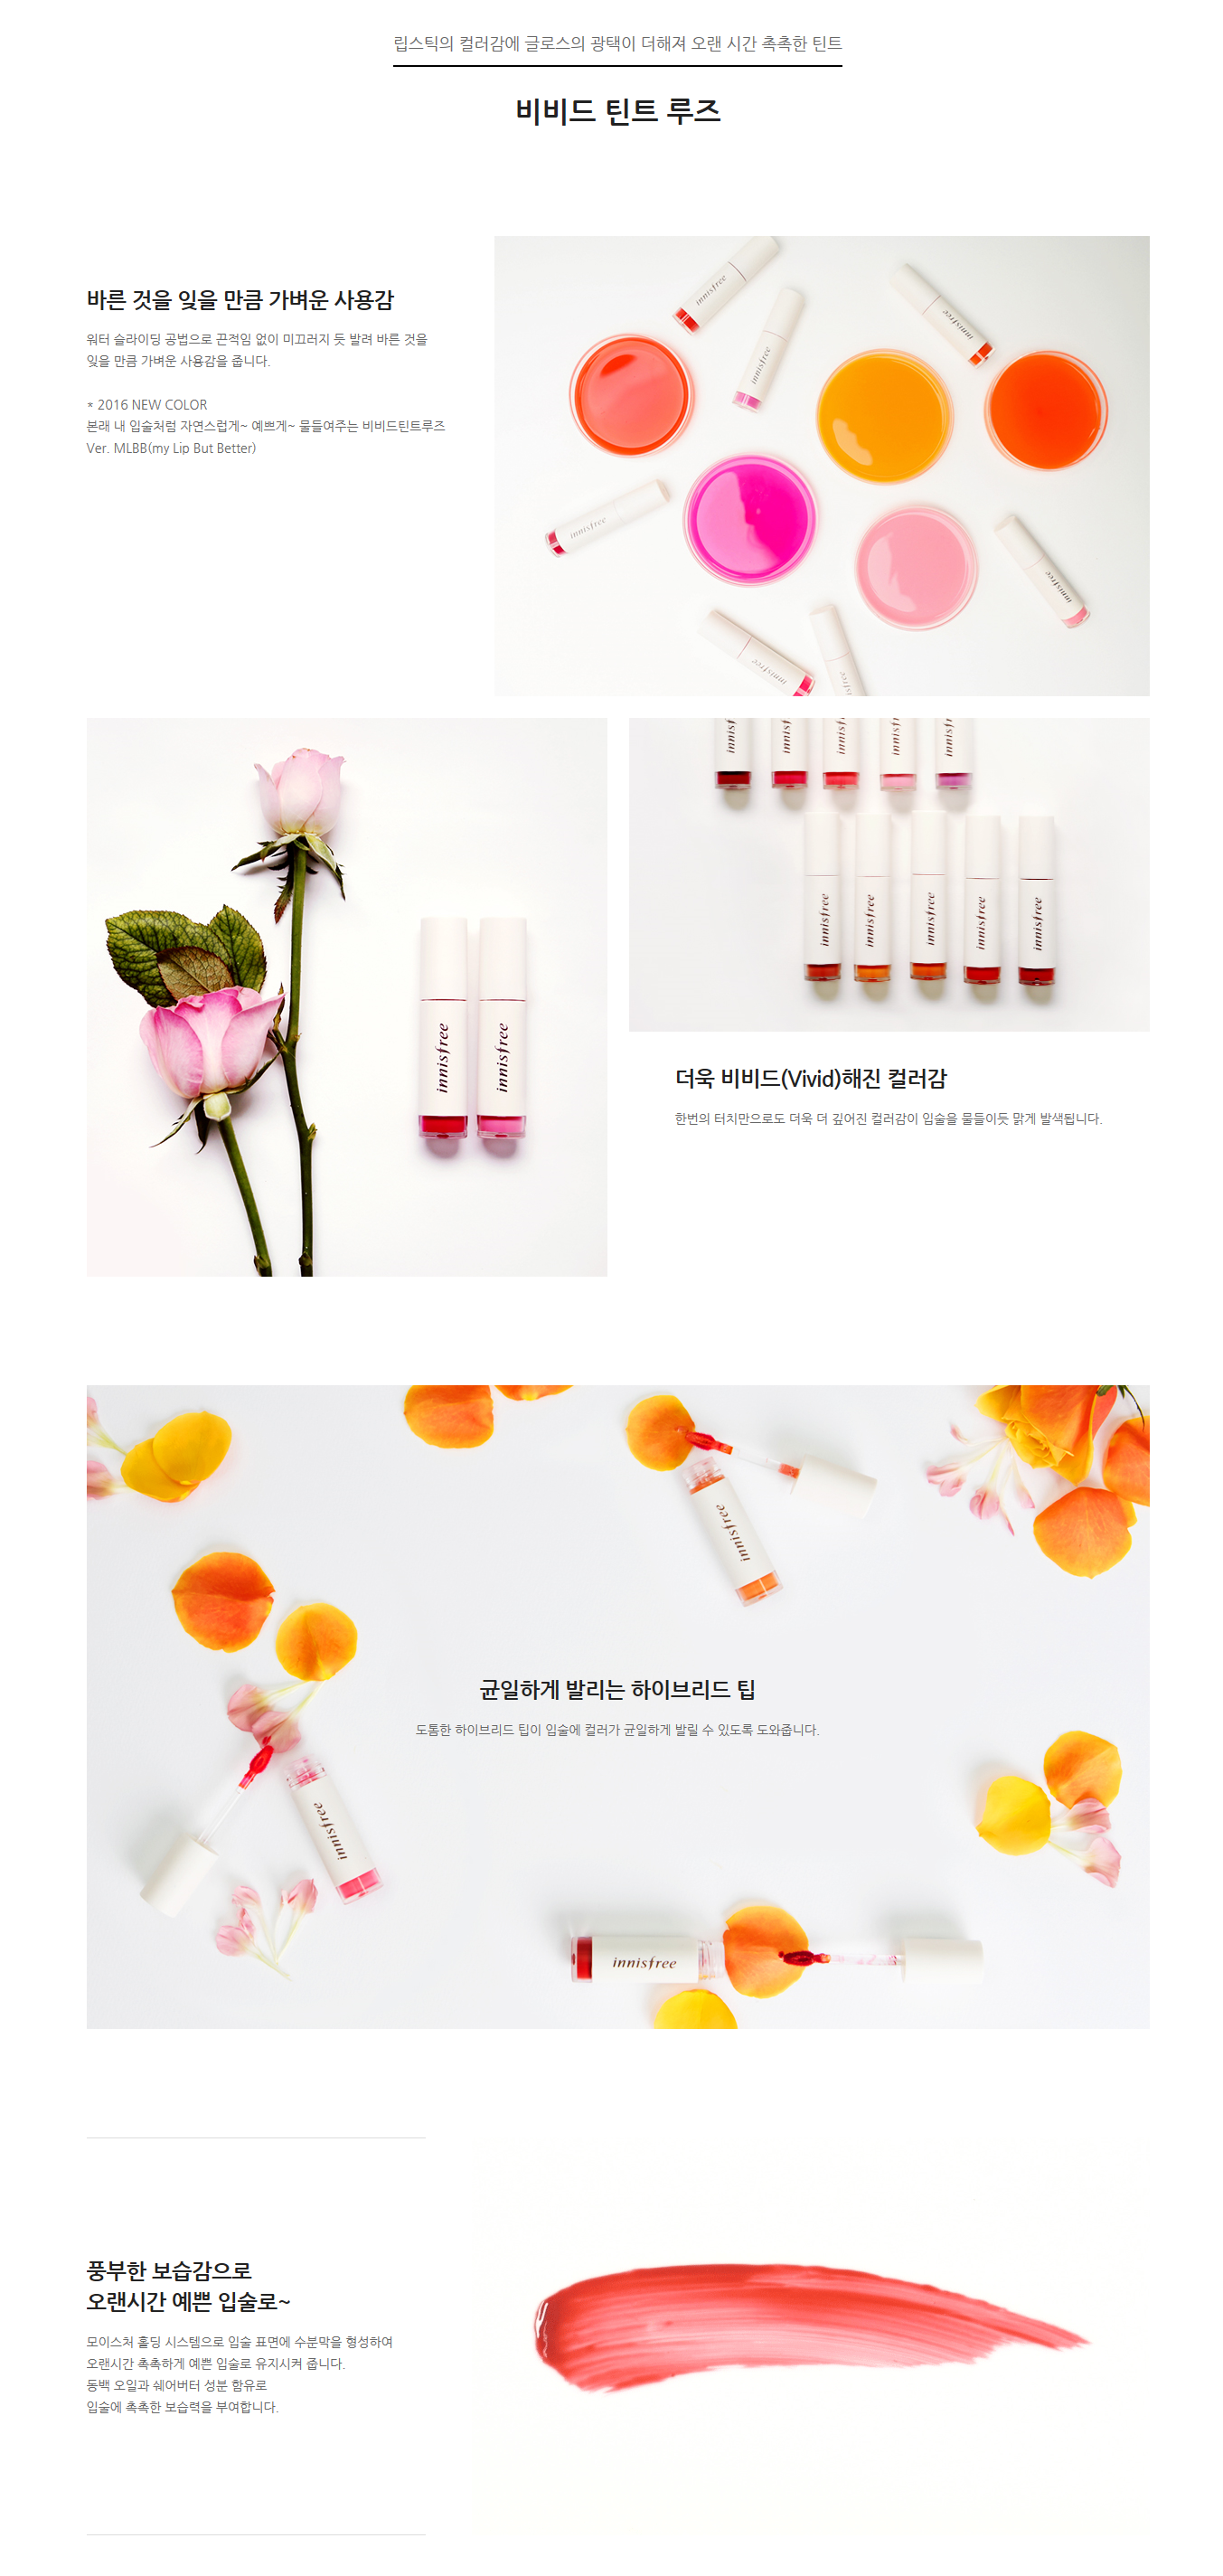 립스틱의 컬러감에 글로스의 광택이 더해져 오랜 시간 촉촉한 틴트
비비드 틴트 루즈
바른 것을 잊을 만큼 가벼운 사용감
워터 슬라이딩 공법으로 끈적임 없이 미끄러지 듯 발려 바른 것을
잊을 만큼 가벼운 사용감을 줍니다.
* 2016 NEW COLOR
본래 내 입술처럼 자연스럽게~ 예쁘게~ 물들여주는 비비드틴트루즈
Ver. MLBB(my Lip But Better)
innisfree
innisfree
innisfree
innisfree
innisfree
innisfree
innisfree
innisfree
innisfree
innisfree
innisfree
innisfree
innisfree
innisfree
더욱 비비드(Vivid)해진 컬러감
한번의 터치만으로도 더욱 더 깊어진 컬러감이 입술을 물들이듯 맑게 발색됩니다.
innisfree
균일하게 발리는 하이브리드 팁
도톰한 하이브리드 팁이 입술에 컬러가 균일하게 발릴 수 있도록 도와줍니다.
innisfree
innisfree
풍부한 보습감으로
오랜시간 예쁜 입술로~
모이스처 홀딩 시스템으로 입술 표면에 수분막을 형성하여
오랜시간 촉촉하게 예쁜 입술로 유지시켜 줍니다.
동백 오일과 쉐어버터 성분 함유로
입술에 촉촉한 보습력을 부여합니다.